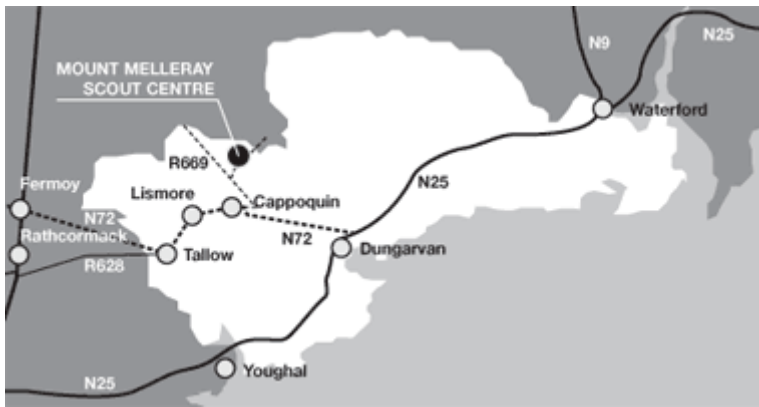 N9
N25
MOUNT MELLERAY
SCOUT CENTRE
Waterford
R669
Fermoy
Lismore
Cappoquin
N25
N72
Rathcormack
N72
Tallow
Dungarvan
R628
Youghal
N25